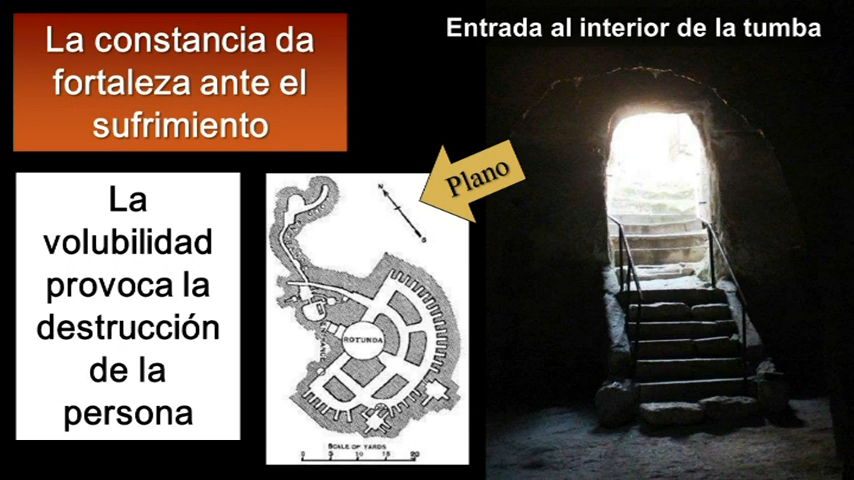 La constancia da
fortaleza ante el
sufrimiento
Entrada al interior de la tumba
La
volubilidad
provoca la
destrucción
de la
persona
Plano
N
S
ENTRANCE
ROTUNDA
SCALE OF YARDS
0 5 10 15 20